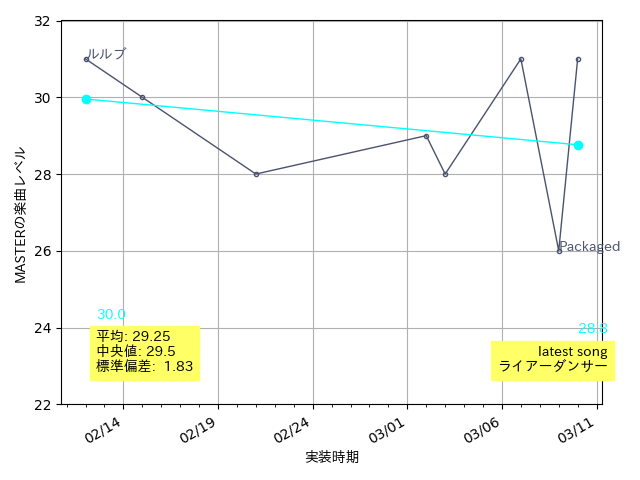 32
30
28
26
24
22
MASTERの楽曲レベル
ルルブ
Packaged
30.0
28.8
平均: 29.25
中央値: 29.5
標準偏差: 1.83
latest song
ライアーダンサー
02/14
02/19
02/24
03/01
03/06
03/11
実装時期